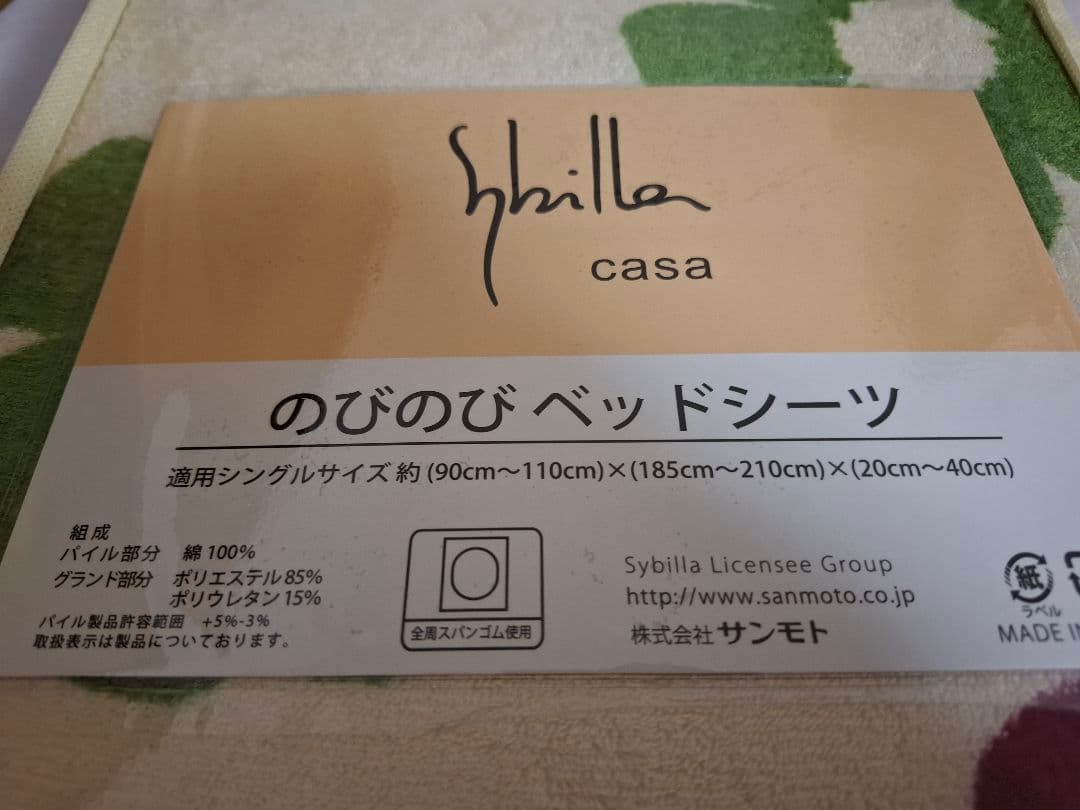 Sybilla
casa
のびのび ベッドシーツ
適用シングルサイズ 約 (90cm～110cm)×(185cm～210cm)×(20cm～40cm)
組成
パイル部分 綿 100%
グランド部分 ポリエステル 85%
ポリウレタン 15%
パイル製品許容範囲 +5%-3%
取扱表示は製品についております。
全周スパンゴム使用
Sybilla Licensee Group
http://www.sanmoto.co.jp
株式会社 サンモト
紙
ラベル
MADE IN